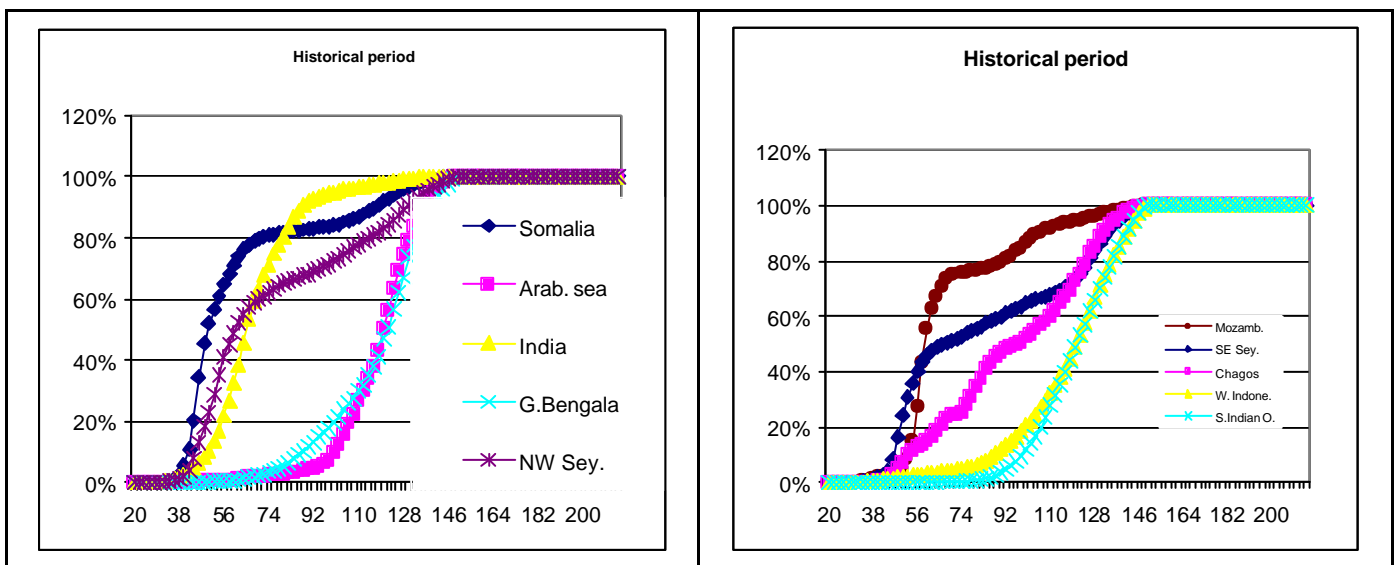 Historical period
120%
100%
80%
60%
40%
20%
0%
20 38 56 74 92 110 128 146 164 182 200
Somalia
Arab. sea
India
G.Bengala
NW Sey.
Historical period
120%
100%
80%
60%
40%
20%
0%
20 38 56 74 92 110 128 146 164 182 200
Mozamb.
SE Sey.
Chagos
W. Indone.
S.Indian O.